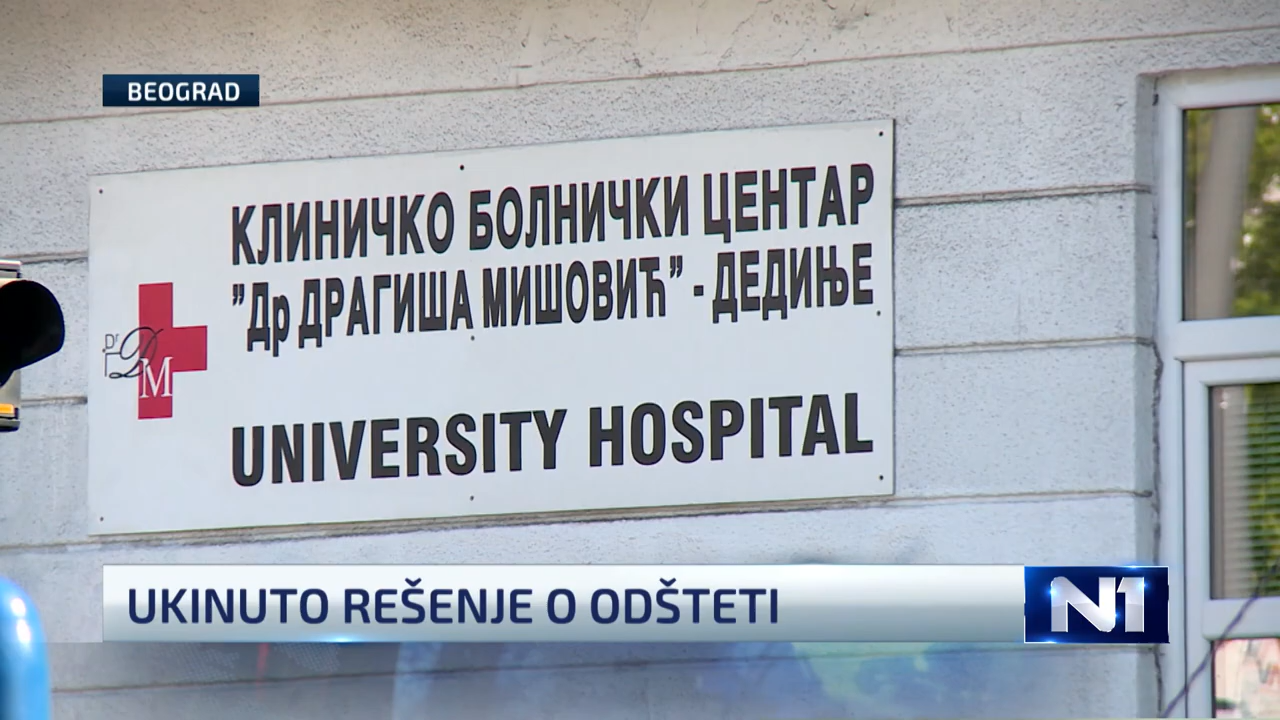 BEOGRAD
КЛИНИЧКО БОЛНИЧКИ ЦЕНТАР
"Др ДРАГИША МИШОВИЋ" - ДЕДИЊЕ
Dr
DM
UNIVERSITY HOSPITAL
UKINUTO REŠENJE O ODŠTETI
N1